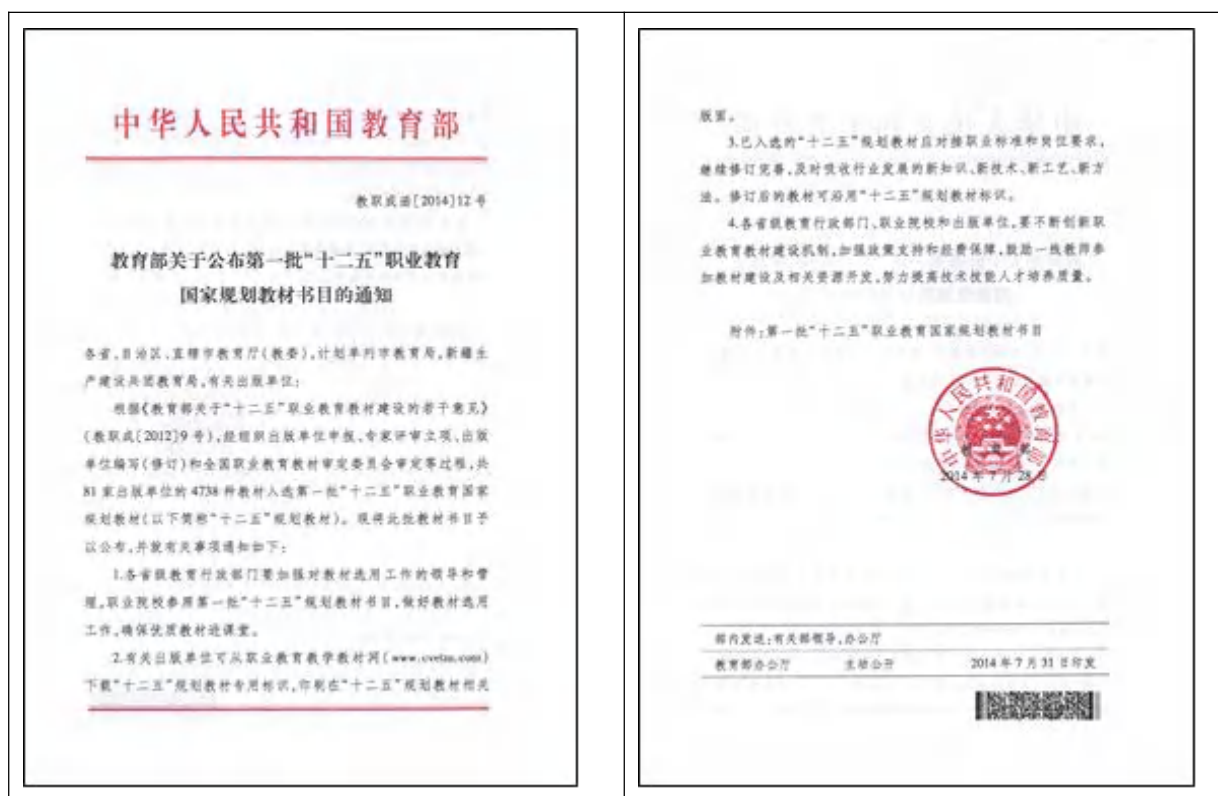 中华人民共和国教育部
教职成函[2014]12号
教育部关于公布第一批“十二五”职业教育
国家规划教材书目的通知
各省、自治区、直辖市教育厅(教委),计划单列市教育局,新疆生
产建设兵团教育局,有关出版单位:
根据《教育部关于“十二五”职业教育教材建设的若干意见》
(教职成[2012]9号),经组织出版单位申报、专家评审立项、出版
单位编写(修订)和全国职业教育教材审定委员会审定等过程,共
81家出版单位的4738种教材入选第一批“十二五”职业教育国家
规划教材(以下简称“十二五”规划教材)。现将此批教材书目予
以公布,并就有关事项通知如下:
1.各省级教育行政部门要加强对教材选用工作的领导和管
理,职业院校参照第一批“十二五”规划教材书目,做好教材选用
工作,确保优质教材进课堂。
2.有关出版单位可从职业教育教学教材网(www.cvetm.com)
下载“十二五”规划教材专用标识,印刷在“十二五”规划教材相关
版面。
3.已入选的“十二五”规划教材应对接职业标准和岗位要求,
继续修订完善,及时吸收行业发展的新知识、新技术、新工艺、新方
法。修订后的教材可沿用“十二五”规划教材标识。
4.各省级教育行政部门、职业院校和出版单位,要不断创新职
业教育教材建设机制,加强政策支持和经费保障,鼓励一线教师参
加教材建设及相关资源开发,努力提高技术技能人才培养质量。
附件:第一批“十二五”职业教育国家规划教材书目
中华人民共和国教育部
教育部
2014年7月28日
部内发送:有关部领导,办公厅
教育部办公厅 主动公开 2014年7月31日印发